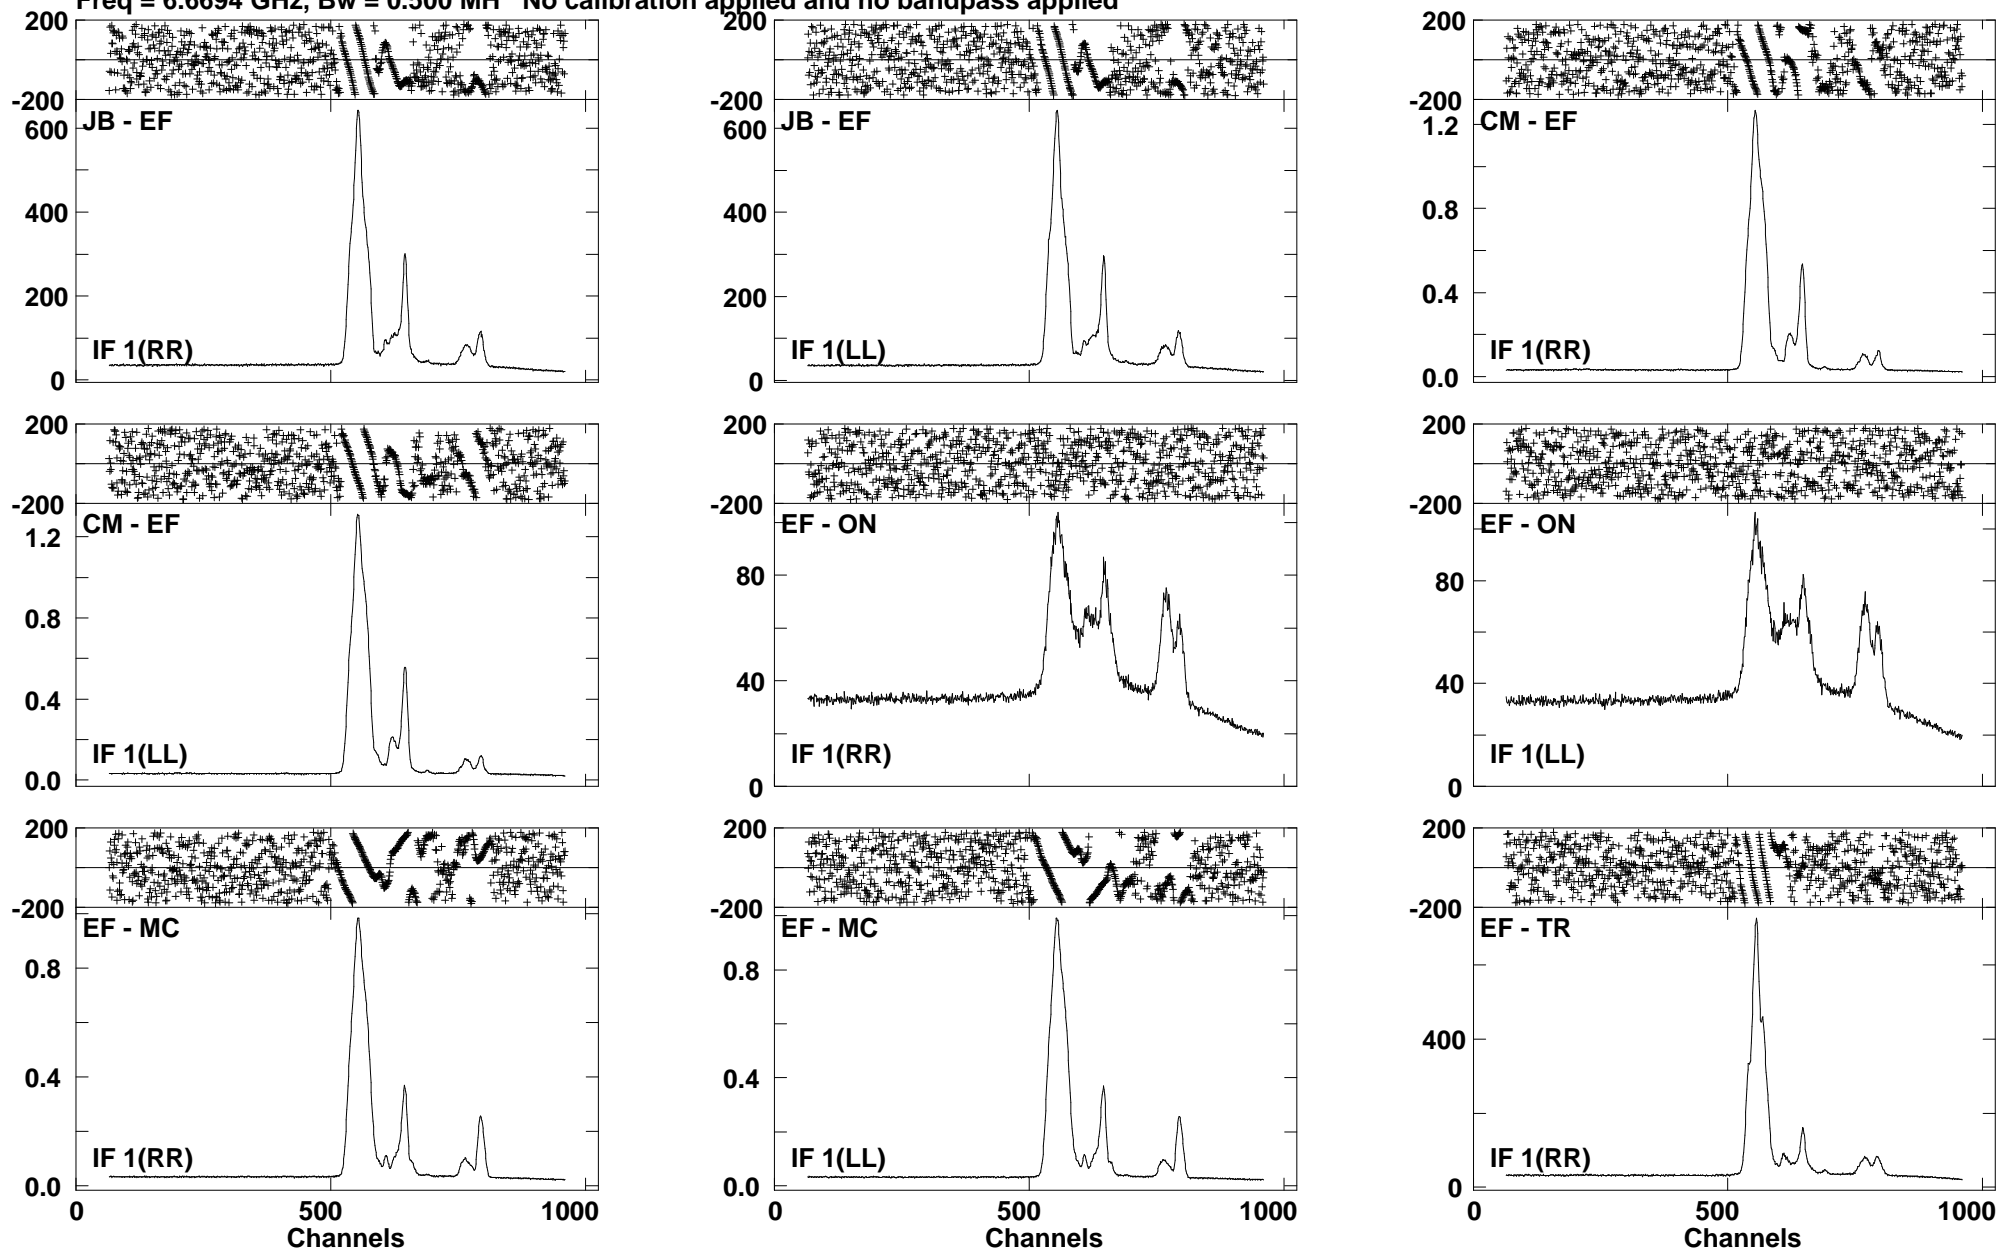 Freq = 6.6694 GHz, Bw = 0.500 MH No calibration applied and no bandpass applied
200
-200
JB - EF
600
400
200
0
IF 1(RR)
200
-200
JB - EF
600
400
200
0
IF 1(LL)
200
-200
CM - EF
1.2
0.8
0.4
0.0
IF 1(RR)
200
-200
CM - EF
1.2
0.8
0.4
0.0
IF 1(LL)
200
-200
EF - ON
80
40
0
IF 1(RR)
200
-200
EF - ON
80
40
0
IF 1(LL)
200
-200
EF - MC
0.8
0.4
0.0
IF 1(RR)
0 500 1000
Channels
200
-200
EF - MC
0.8
0.4
0.0
IF 1(LL)
0 500 1000
Channels
200
-200
EF - TR
400
0
IF 1(RR)
0 500 1000
Channels